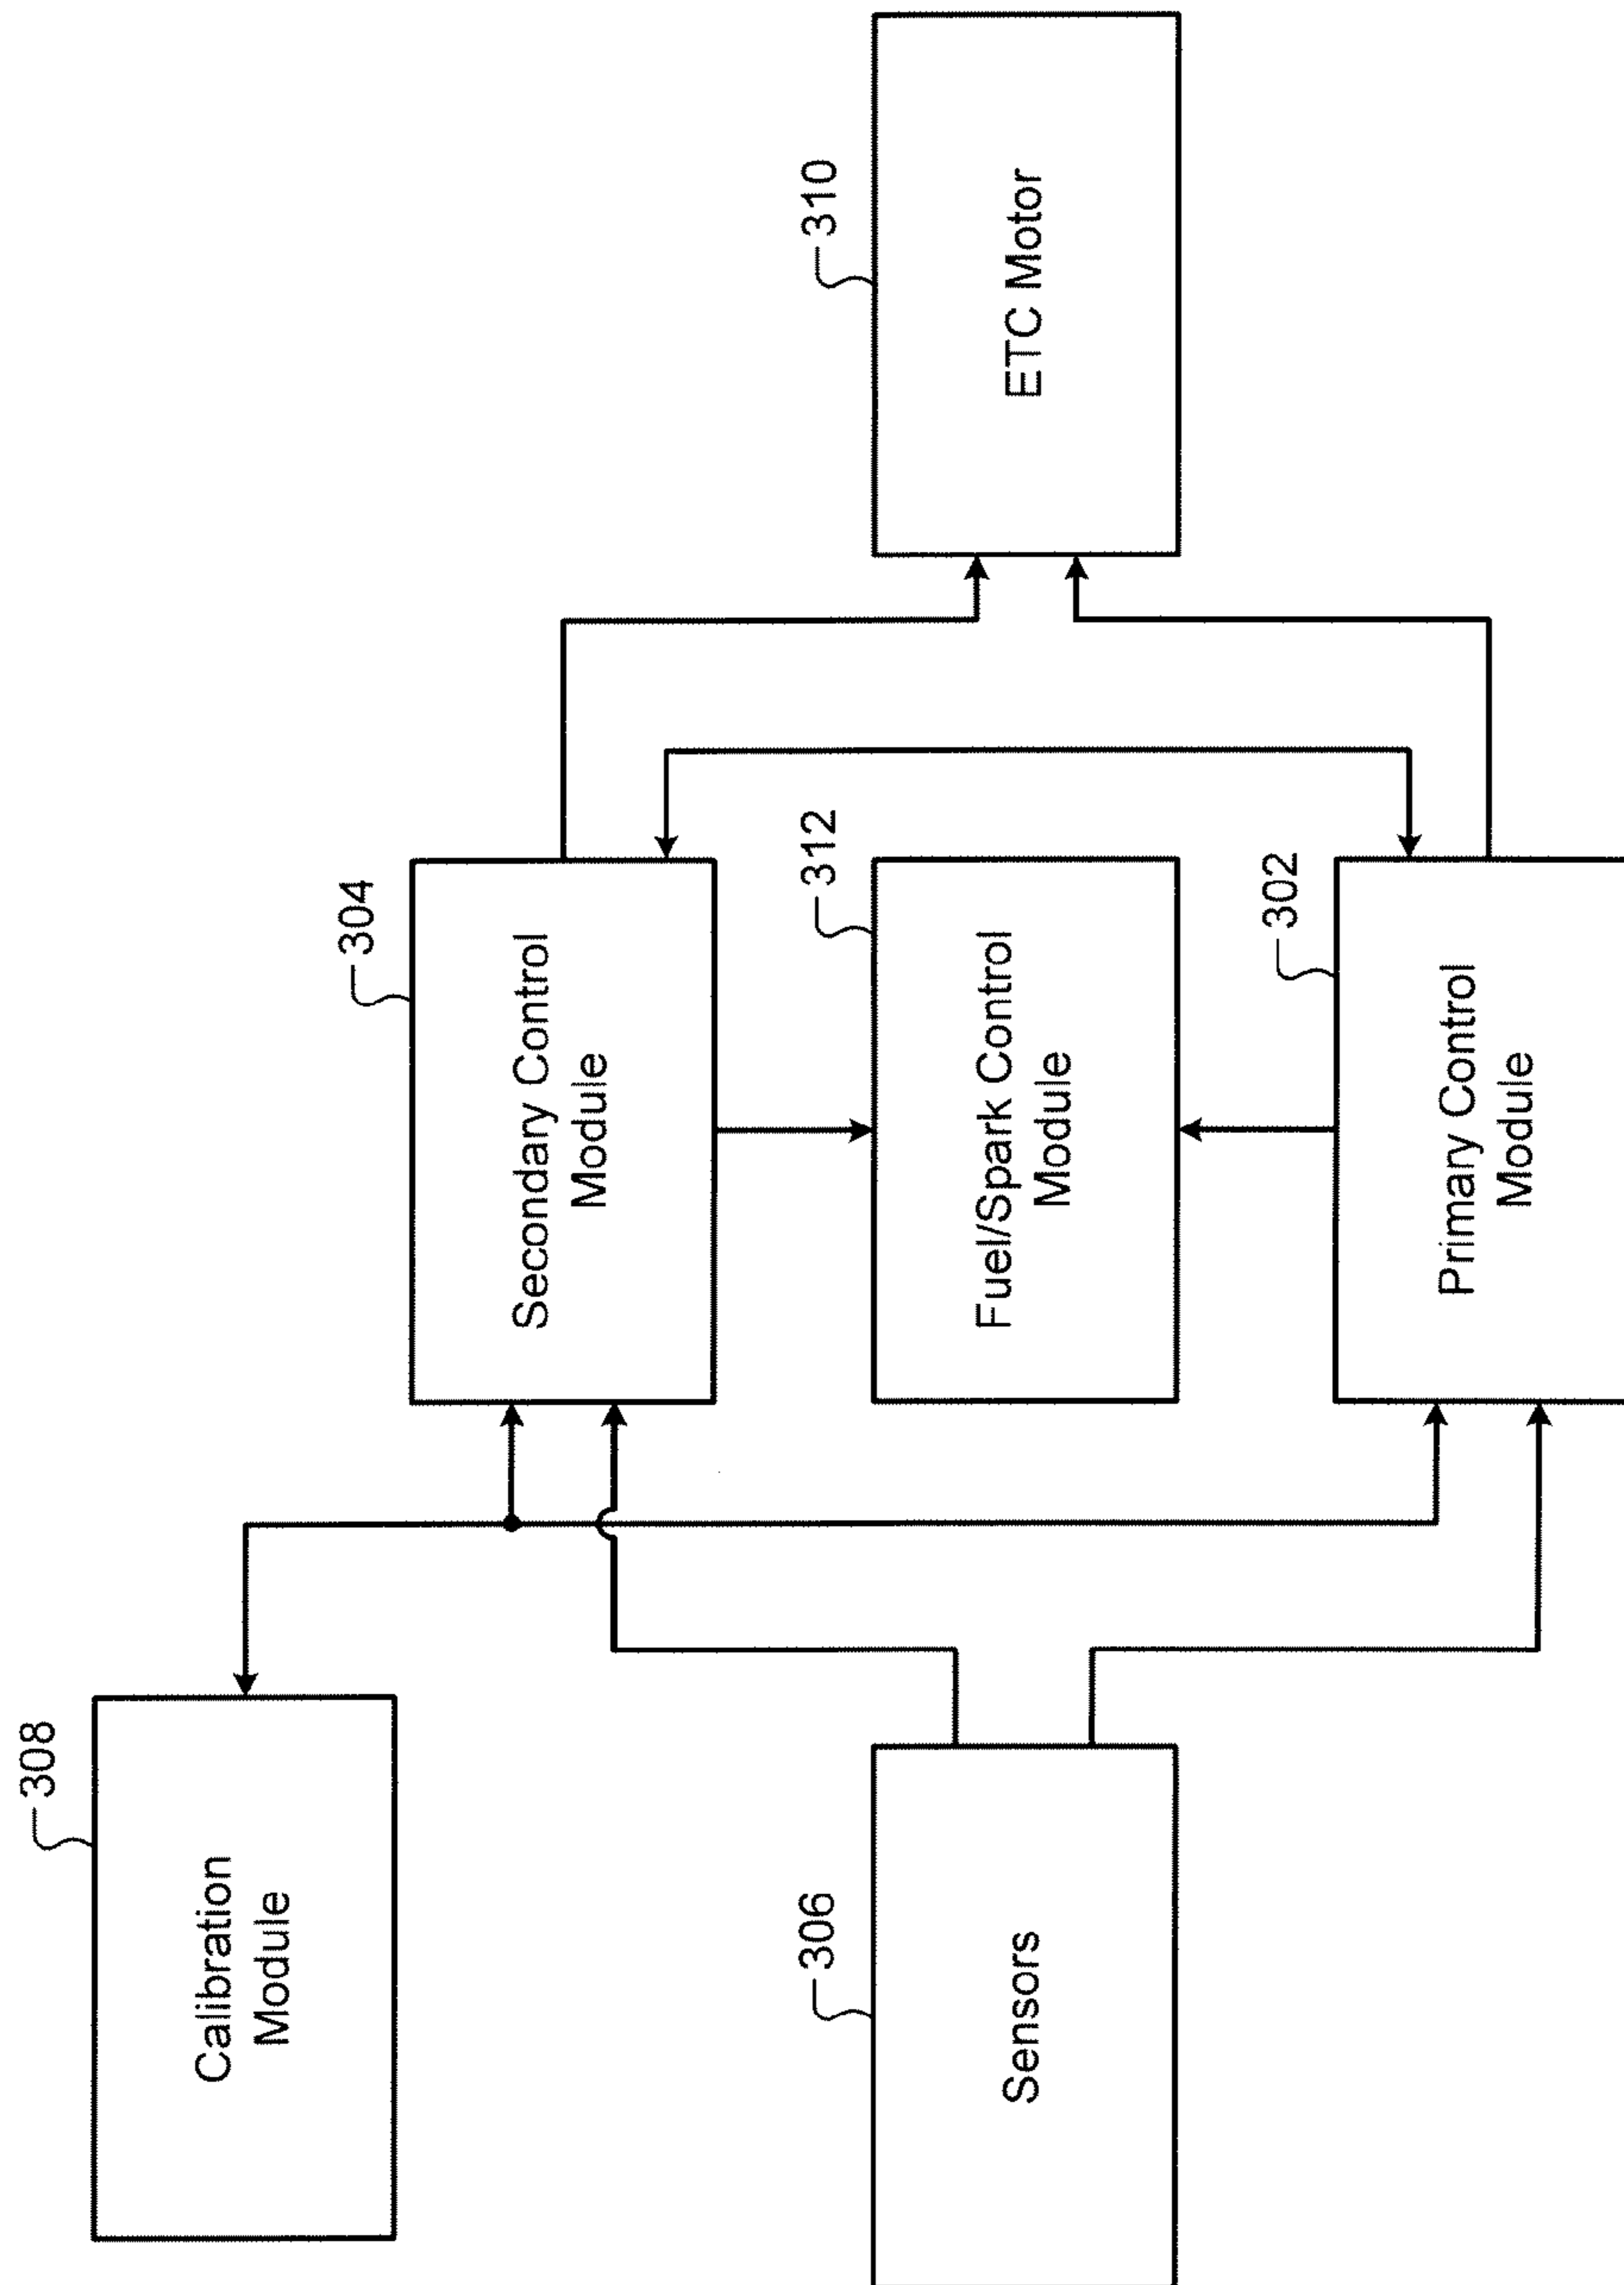 308
Calibration
Module
304
Secondary Control
Module
306
Sensors
312
Fuel/Spark Control
Module
310
ETC Motor
302
Primary Control
Module